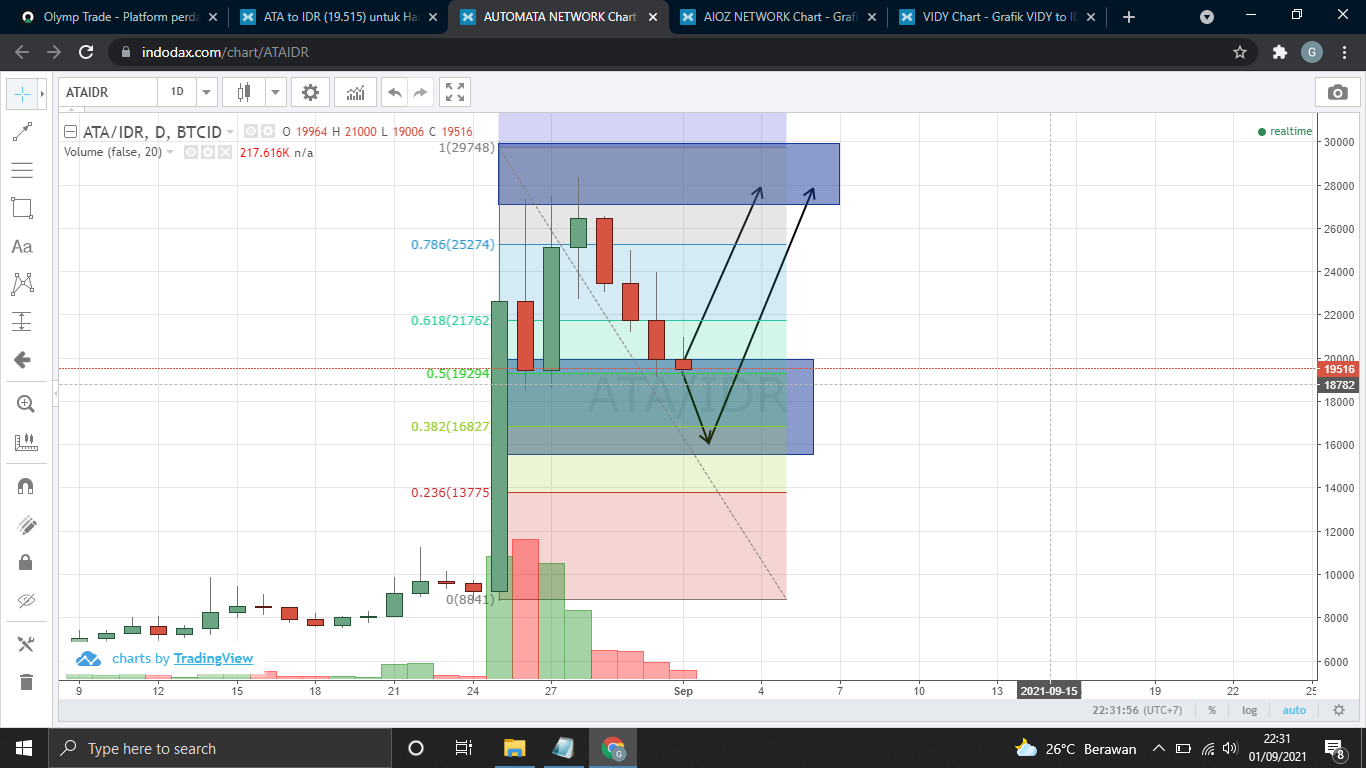 Olymp Trade - Platform perda
ATA to IDR (19.515) untuk Ha
AUTOMATA NETWORK Chart
AIOZ NETWORK Chart - Grafi
VIDY Chart - Grafik VIDY to I
indodax.com/chart/ATAIDR
G
ATAIDR
1D
ATA/IDR, D, BTCID
O 19964 H 21000 L 19006 C 19516
realtime
Volume (false, 20)
217.616K n/a
Aa
1(29748)
0.786(25274)
0.618(21762)
0.5(19294
0.382(16827
0.236(13775
0(8841)
ATA/IDR
30000
28000
26000
24000
22000
20000
19516
18782
18000
16000
14000
12000
10000
8000
6000
charts by TradingView
9
12
15
18
21
24
27
Sep
4
7
10
13
2021-09-15
19
22
25
22:31:56 (UTC+7)
%
log
auto
Type here to search
G
26°C Berawan
22:31
01/09/2021
8